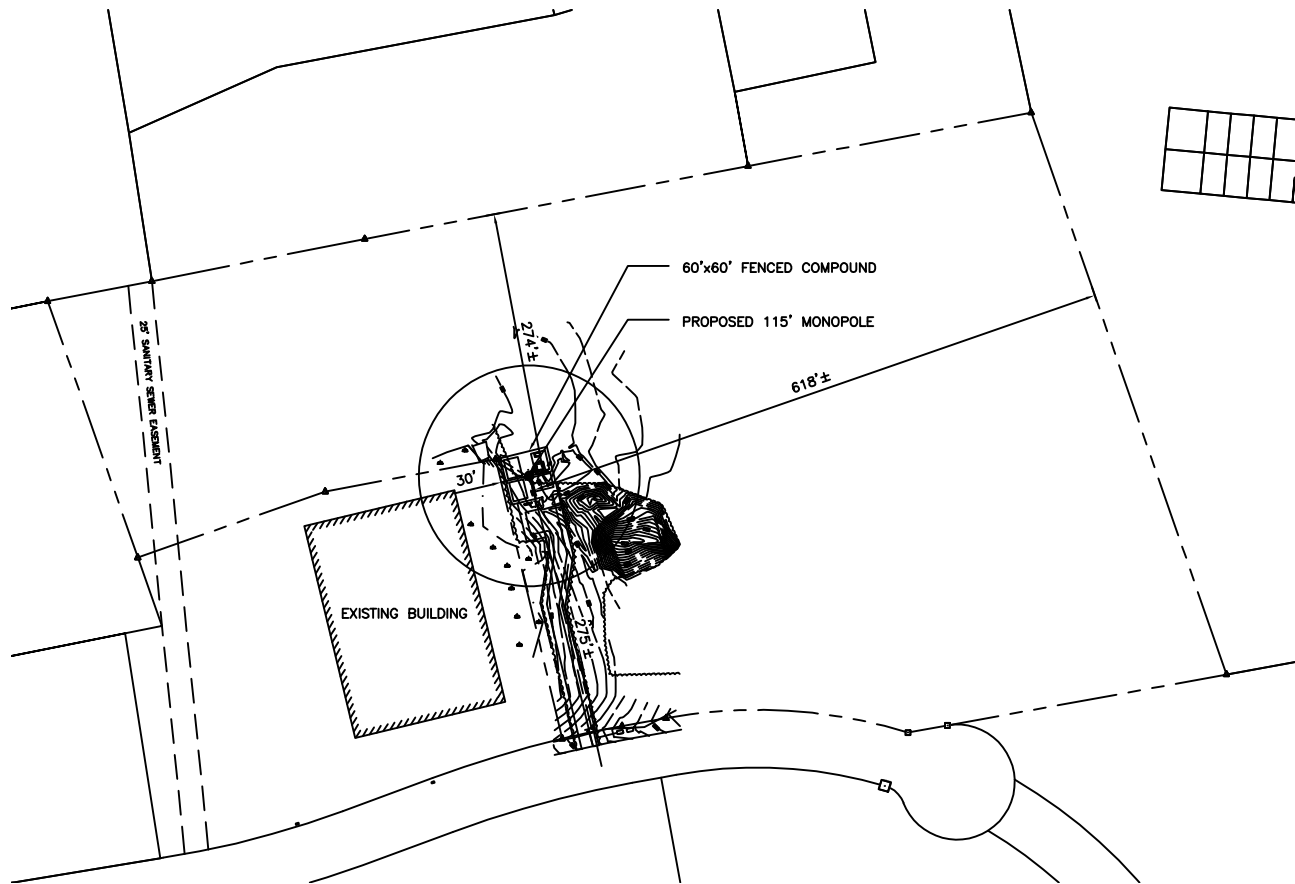 60'x60' FENCED COMPOUND
PROPOSED 115' MONOPOLE
274'±
618'±
25' SANITARY SEWER EASEMENT
30'
EXISTING BUILDING
275'±